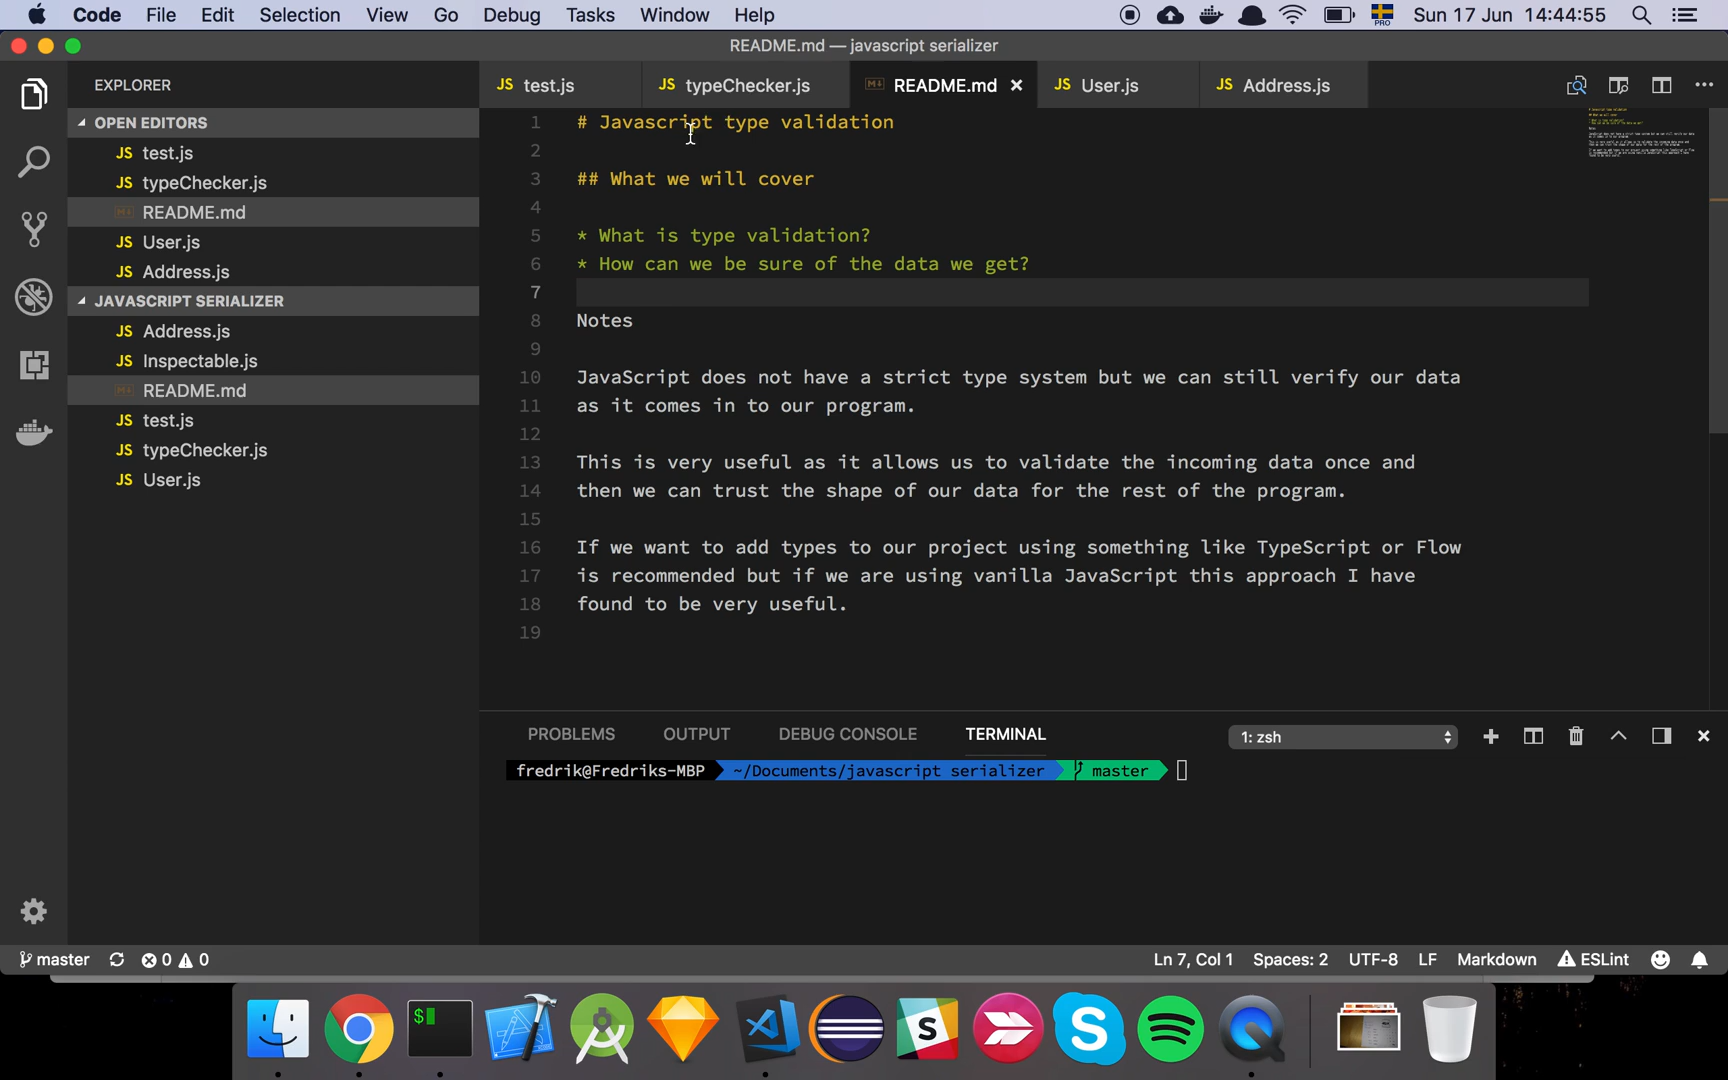 Code File Edit Selection View Go Debug Tasks Window Help PRO Sun 17 Jun 14:44:55
README.md — javascript serializer
EXPLORER
JS test.js
JS typeChecker.js
README.md
JS User.js
JS Address.js
OPEN EDITORS
JS test.js
JS typeChecker.js
README.md
JS User.js
JS Address.js
JAVASCRIPT SERIALIZER
JS Address.js
JS Inspectable.js
README.md
JS test.js
JS typeChecker.js
JS User.js
1 # Javascript type validation
2
3 ## What we will cover
4
5 * What is type validation?
6 * How can we be sure of the data we get?
7
8 Notes
9
10 JavaScript does not have a strict type system but we can still verify our data
11 as it comes in to our program.
12
13 This is very useful as it allows us to validate the incoming data once and
14 then we can trust the shape of our data for the rest of the program.
15
16 If we want to add types to our project using something like TypeScript or Flow
17 is recommended but if we are using vanilla JavaScript this approach I have
18 found to be very useful.
19
PROBLEMS OUTPUT DEBUG CONSOLE TERMINAL 1: zsh
fredrik@Fredriks-MBP ~/Documents/javascript serializer master
master 0 0 Ln 7, Col 1 Spaces: 2 UTF-8 LF Markdown ESLint
$
S S